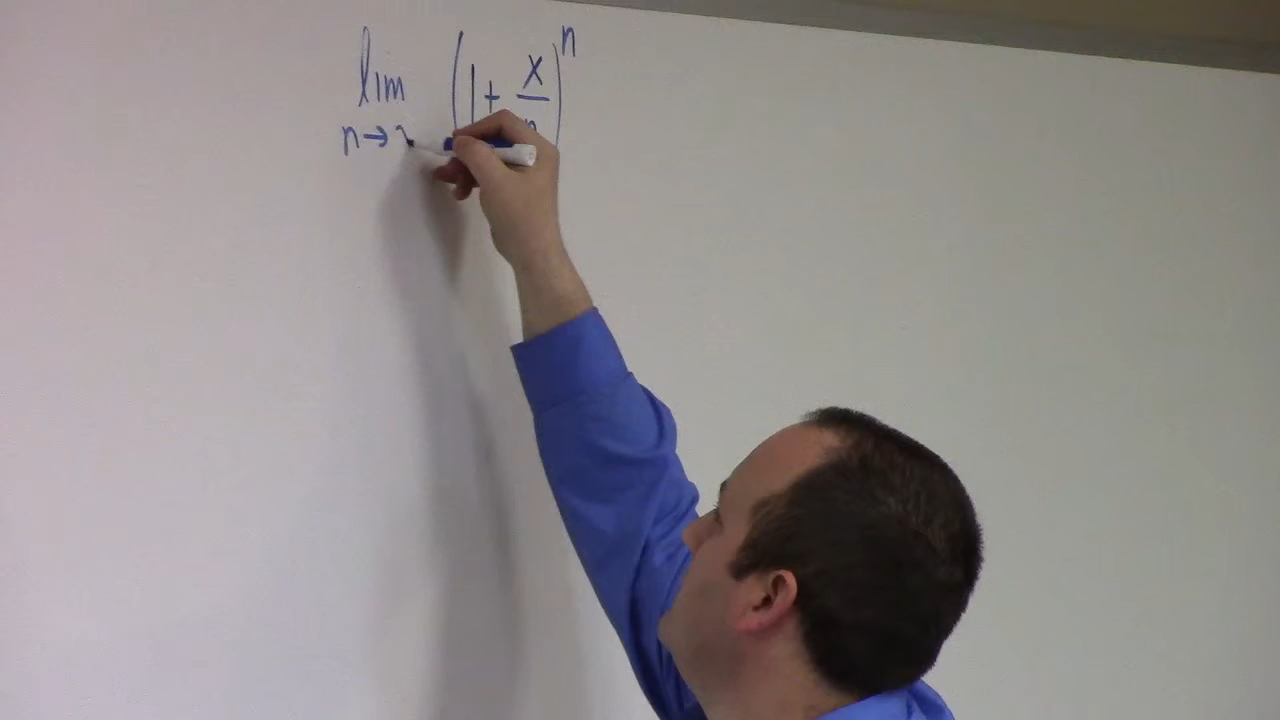 lim (1 + x/n)^n
n →